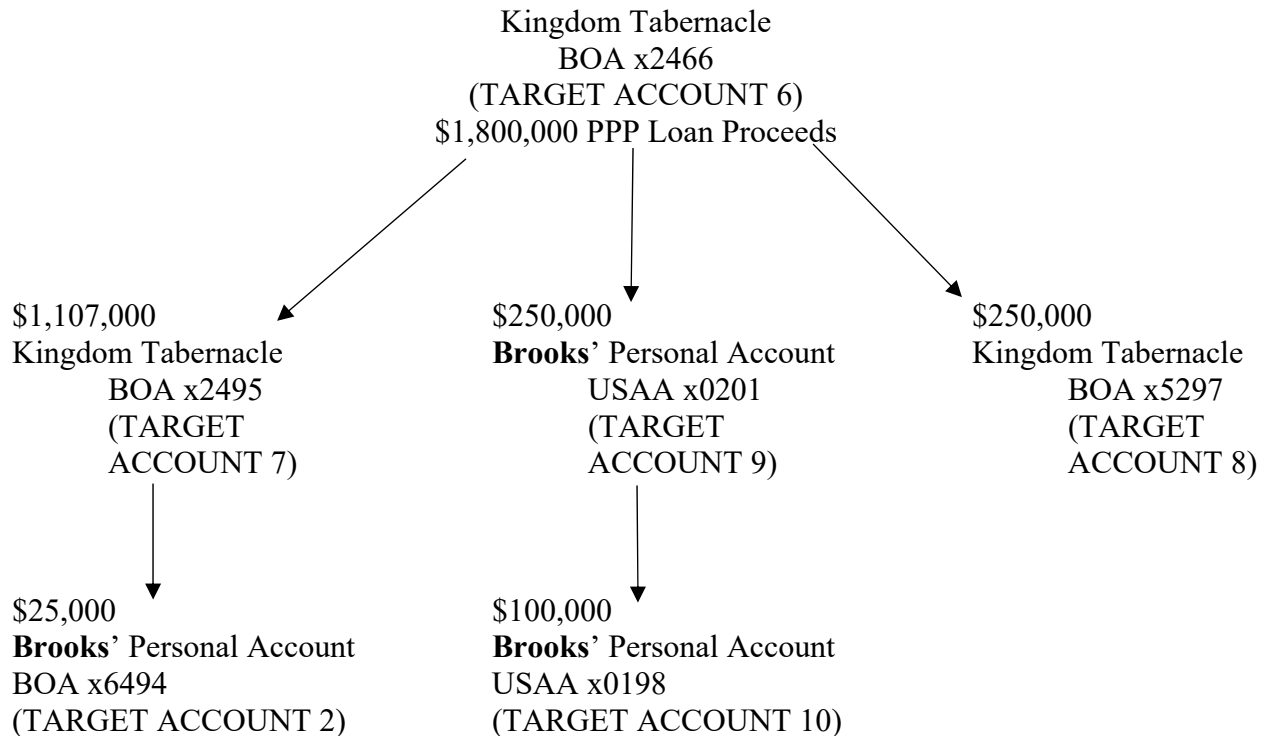 Kingdom Tabernacle
BOA x2466
(TARGET ACCOUNT 6)
$1,800,000 PPP Loan Proceeds
$1,107,000
Kingdom Tabernacle
BOA x2495
(TARGET
ACCOUNT 7)
$250,000
Brooks’ Personal Account
USAA x0201
(TARGET
ACCOUNT 9)
$250,000
Kingdom Tabernacle
BOA x5297
(TARGET
ACCOUNT 8)
$25,000
Brooks’ Personal Account
BOA x6494
(TARGET ACCOUNT 2)
$100,000
Brooks’ Personal Account
USAA x0198
(TARGET ACCOUNT 10)